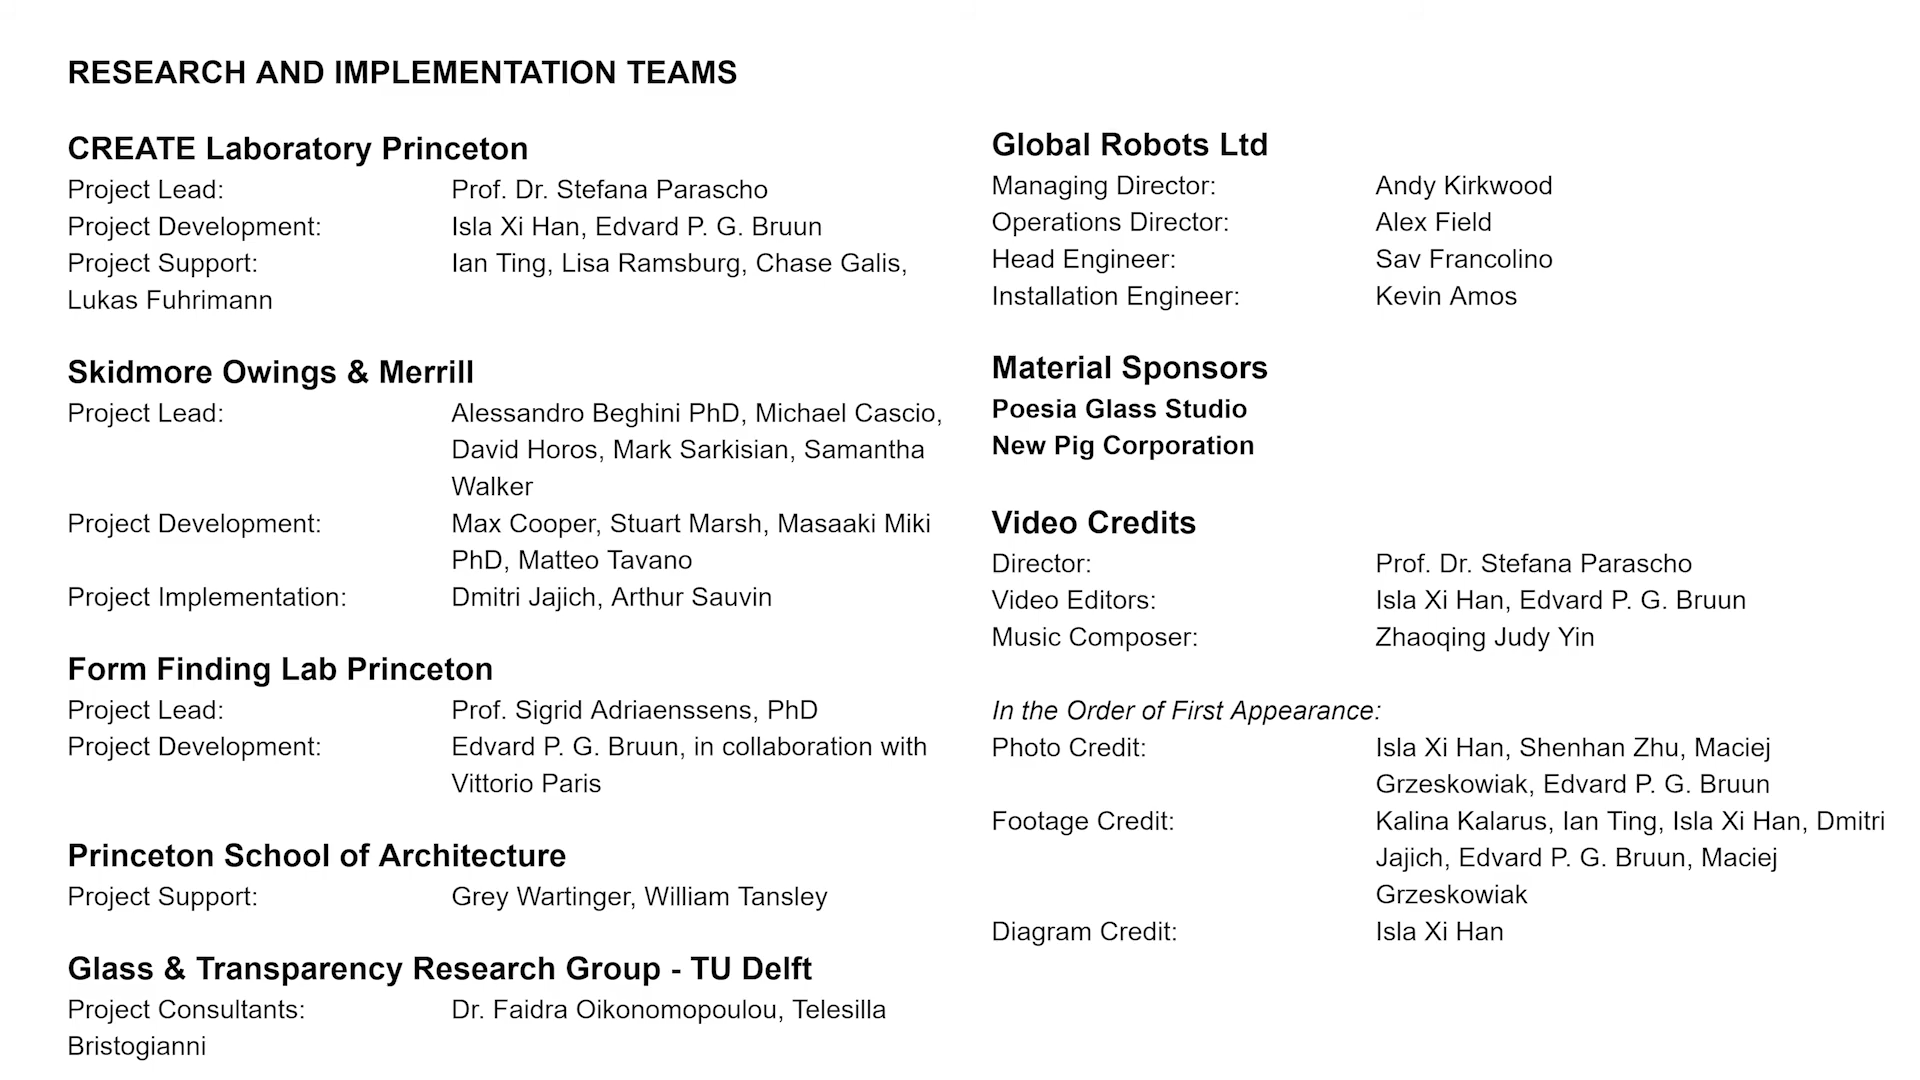 RESEARCH AND IMPLEMENTATION TEAMS
CREATE Laboratory Princeton
Project Lead: Prof. Dr. Stefana Parascho
Project Development: Isla Xi Han, Edvard P. G. Bruun
Project Support: Ian Ting, Lisa Ramsburg, Chase Galis,
Lukas Fuhrimann
Skidmore Owings & Merrill
Project Lead: Alessandro Beghini PhD, Michael Cascio,
David Horos, Mark Sarkisian, Samantha
Walker
Project Development: Max Cooper, Stuart Marsh, Masaaki Miki
PhD, Matteo Tavano
Project Implementation: Dmitri Jajich, Arthur Sauvin
Form Finding Lab Princeton
Project Lead: Prof. Sigrid Adriaenssens, PhD
Project Development: Edvard P. G. Bruun, in collaboration with
Vittorio Paris
Princeton School of Architecture
Project Support: Grey Wartinger, William Tansley
Glass & Transparency Research Group - TU Delft
Project Consultants: Dr. Faidra Oikonomopoulou, Telesilla
Bristogianni
Global Robots Ltd
Managing Director: Andy Kirkwood
Operations Director: Alex Field
Head Engineer: Sav Francolino
Installation Engineer: Kevin Amos
Material Sponsors
Poesia Glass Studio
New Pig Corporation
Video Credits
Director: Prof. Dr. Stefana Parascho
Video Editors: Isla Xi Han, Edvard P. G. Bruun
Music Composer: Zhaoqing Judy Yin
In the Order of First Appearance:
Photo Credit: Isla Xi Han, Shenhan Zhu, Maciej
Grzeskowiak, Edvard P. G. Bruun
Footage Credit: Kalina Kalarus, Ian Ting, Isla Xi Han, Dmitri
Jajich, Edvard P. G. Bruun, Maciej
Grzeskowiak
Diagram Credit: Isla Xi Han